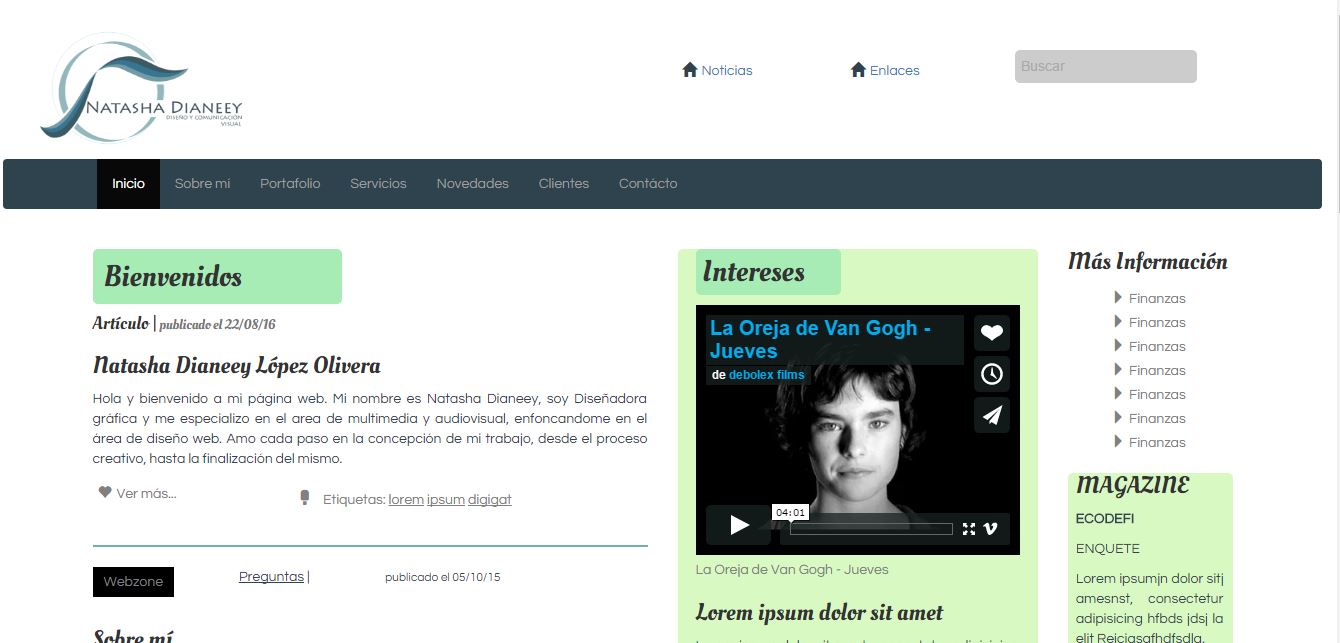 NATASHA DIANEEY
DISEÑO Y COMUNICACIÓN
VISUAL
Noticias
Enlaces
Buscar
Inicio
Sobre mí
Portafolio
Servicios
Novedades
Clientes
Contácto
Bienvenidos
Artículo | publicado el 22/08/16
Natasha Dianeey López Olivera
Hola y bienvenido a mì página web. Mi nombre es Natasha Dianeey, soy Diseñadora
gráfica y me especializo en el area de multimedia y audiovisual, enfoncandome en el
área de diseño web. Amo cada paso en la concepción de mi trabajo, desde el proceso
creativo, hasta la finalización del mismo.
Ver más...
Etiquetas: lorem ipsum digigat
Webzone
Preguntas |
publicado el 05/10/15
Sobre mí
Intereses
La Oreja de Van Gogh -
Jueves
de debolex films
04:01
La Oreja de Van Gogh - Jueves
Lorem ipsum dolor sit amet
Más Información
Finanzas
Finanzas
Finanzas
Finanzas
Finanzas
Finanzas
Finanzas
MAGAZINE
ECODEFI
ENQUETE
Lorem ipsumjn dolor sitj
amesnst, consectetur
adipisicing hfbds jdsj la
elit Reiciasafhdfsdla.